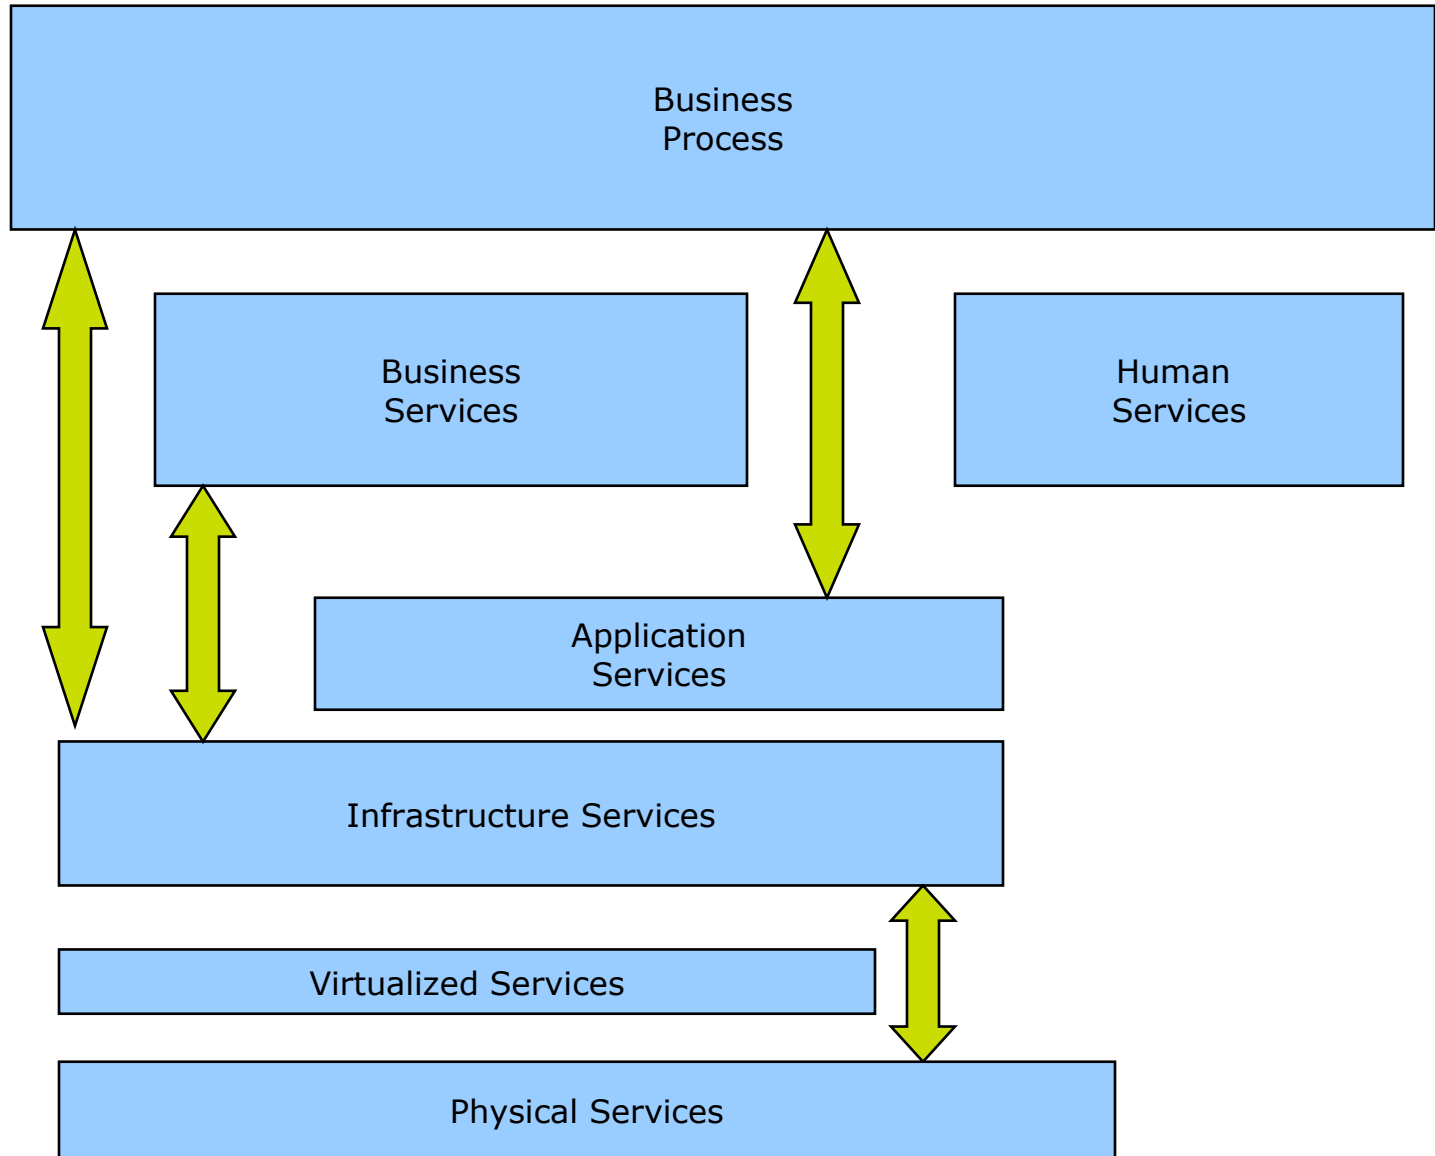 Business
Process
Business
Services
Human
Services
Application
Services
Infrastructure Services
Virtualized Services
Physical Services